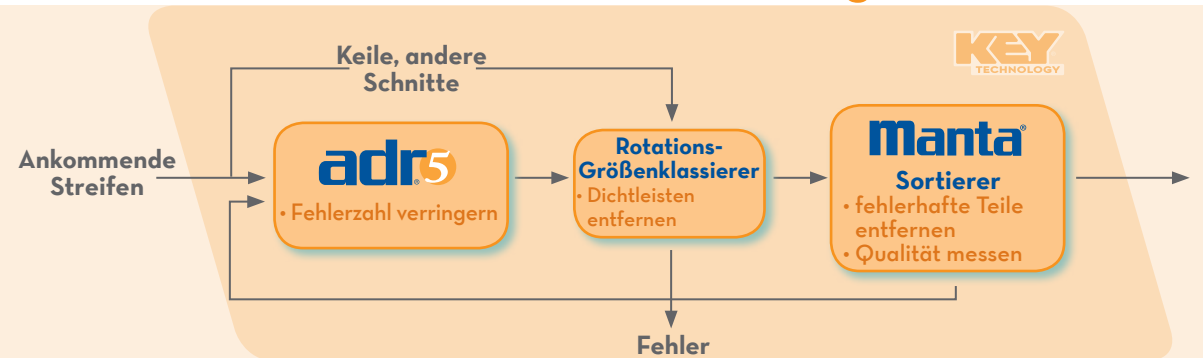 KEY
TECHNOLOGY
Keile, andere
Schnitte
Ankommende
Streifen
adr5®
• Fehlerzahl verringern
Rotations-
Größenklassierer
• Dichtleisten
entfernen
Manta®
Sortierer
• fehlerhafte Teile
entfernen
• Qualität messen
Fehler